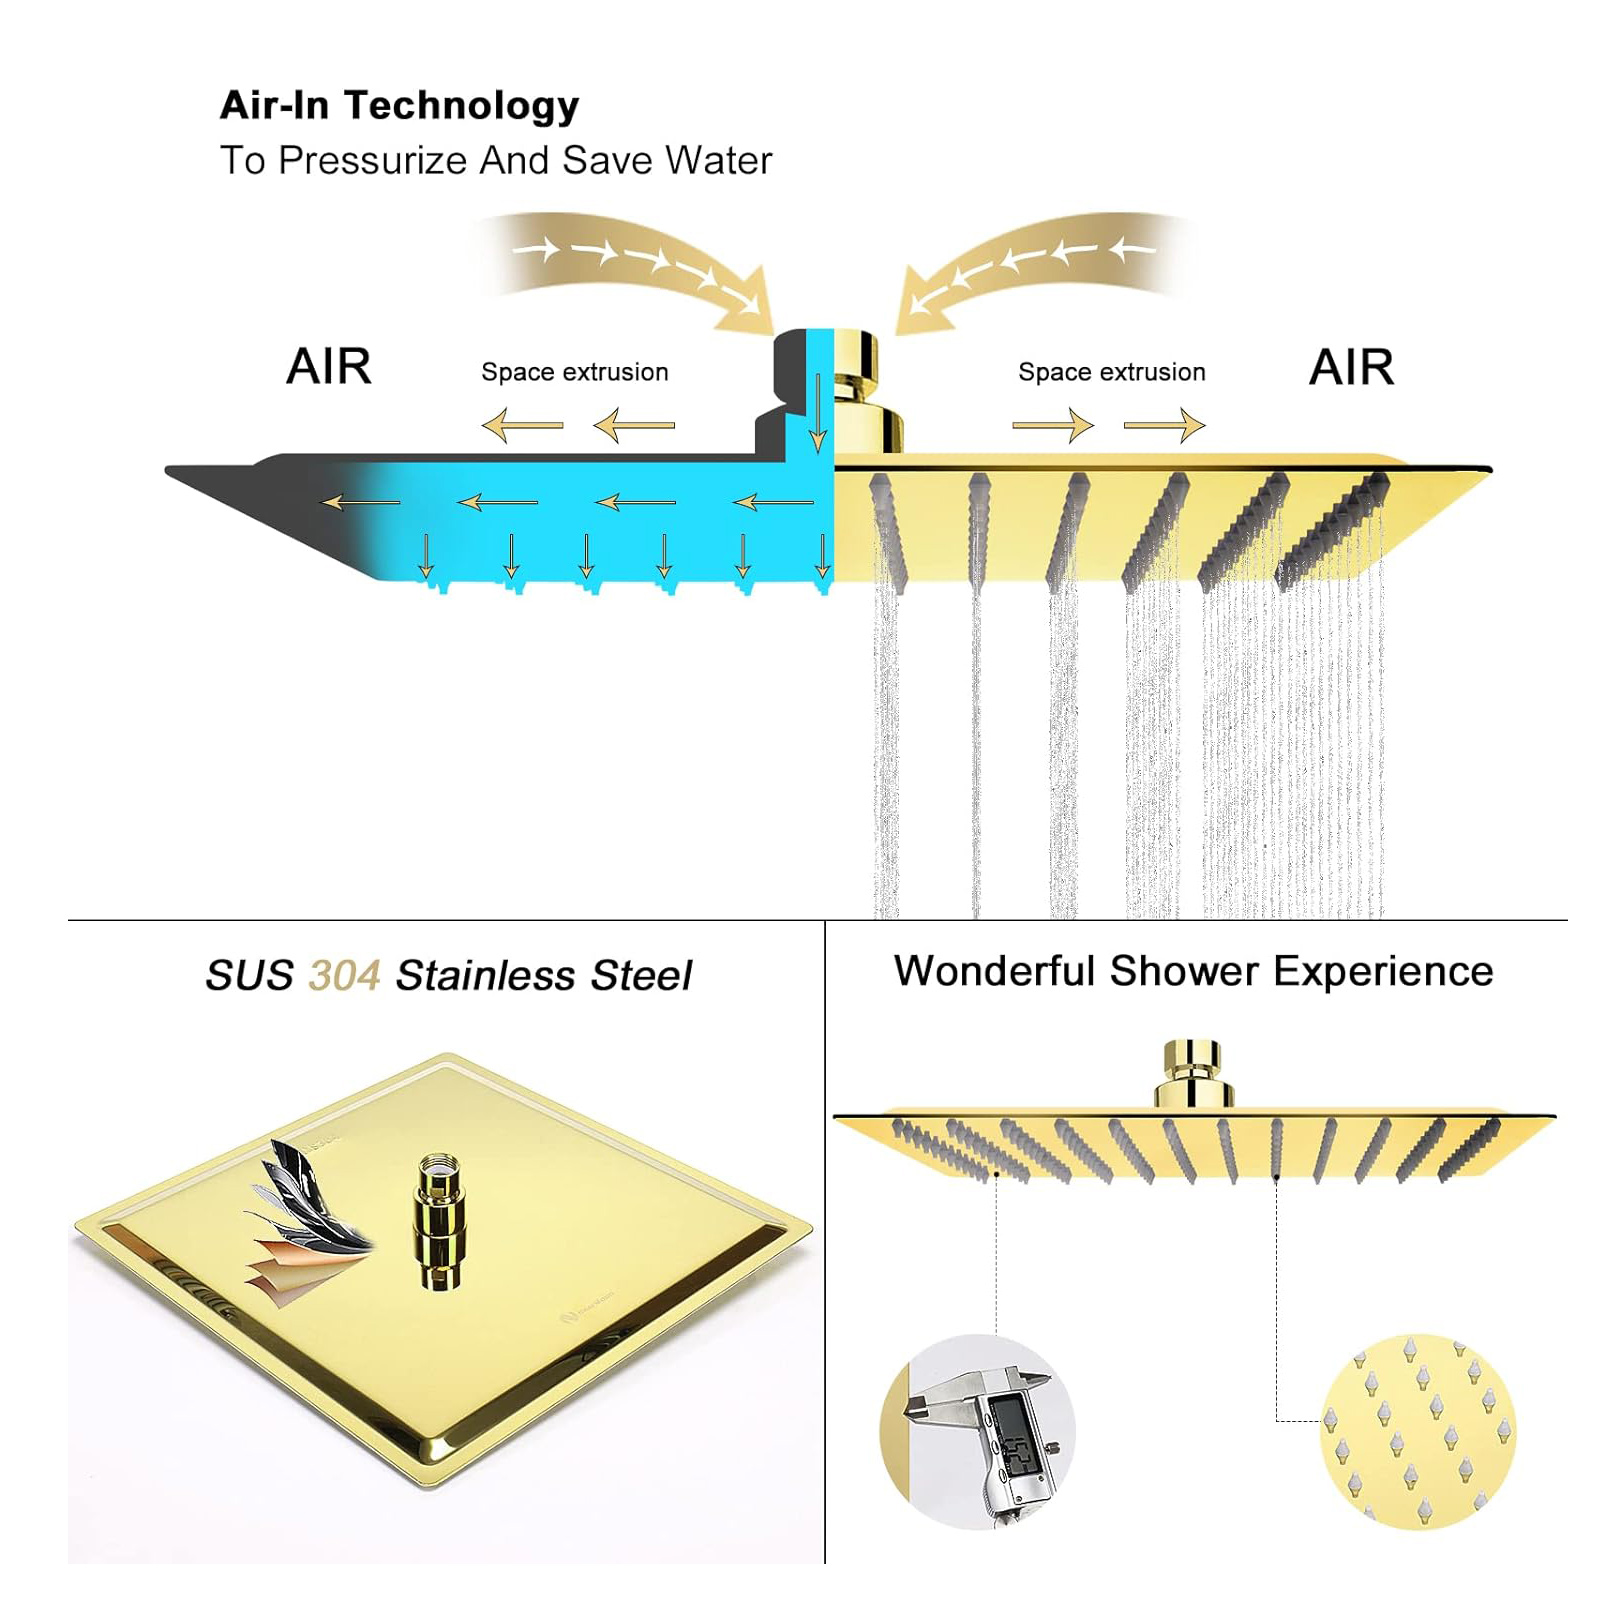 Air-In Technology
To Pressurize And Save Water
AIR
Space extrusion
Space extrusion
AIR
SUS 304 Stainless Steel
Wonderful Shower Experience